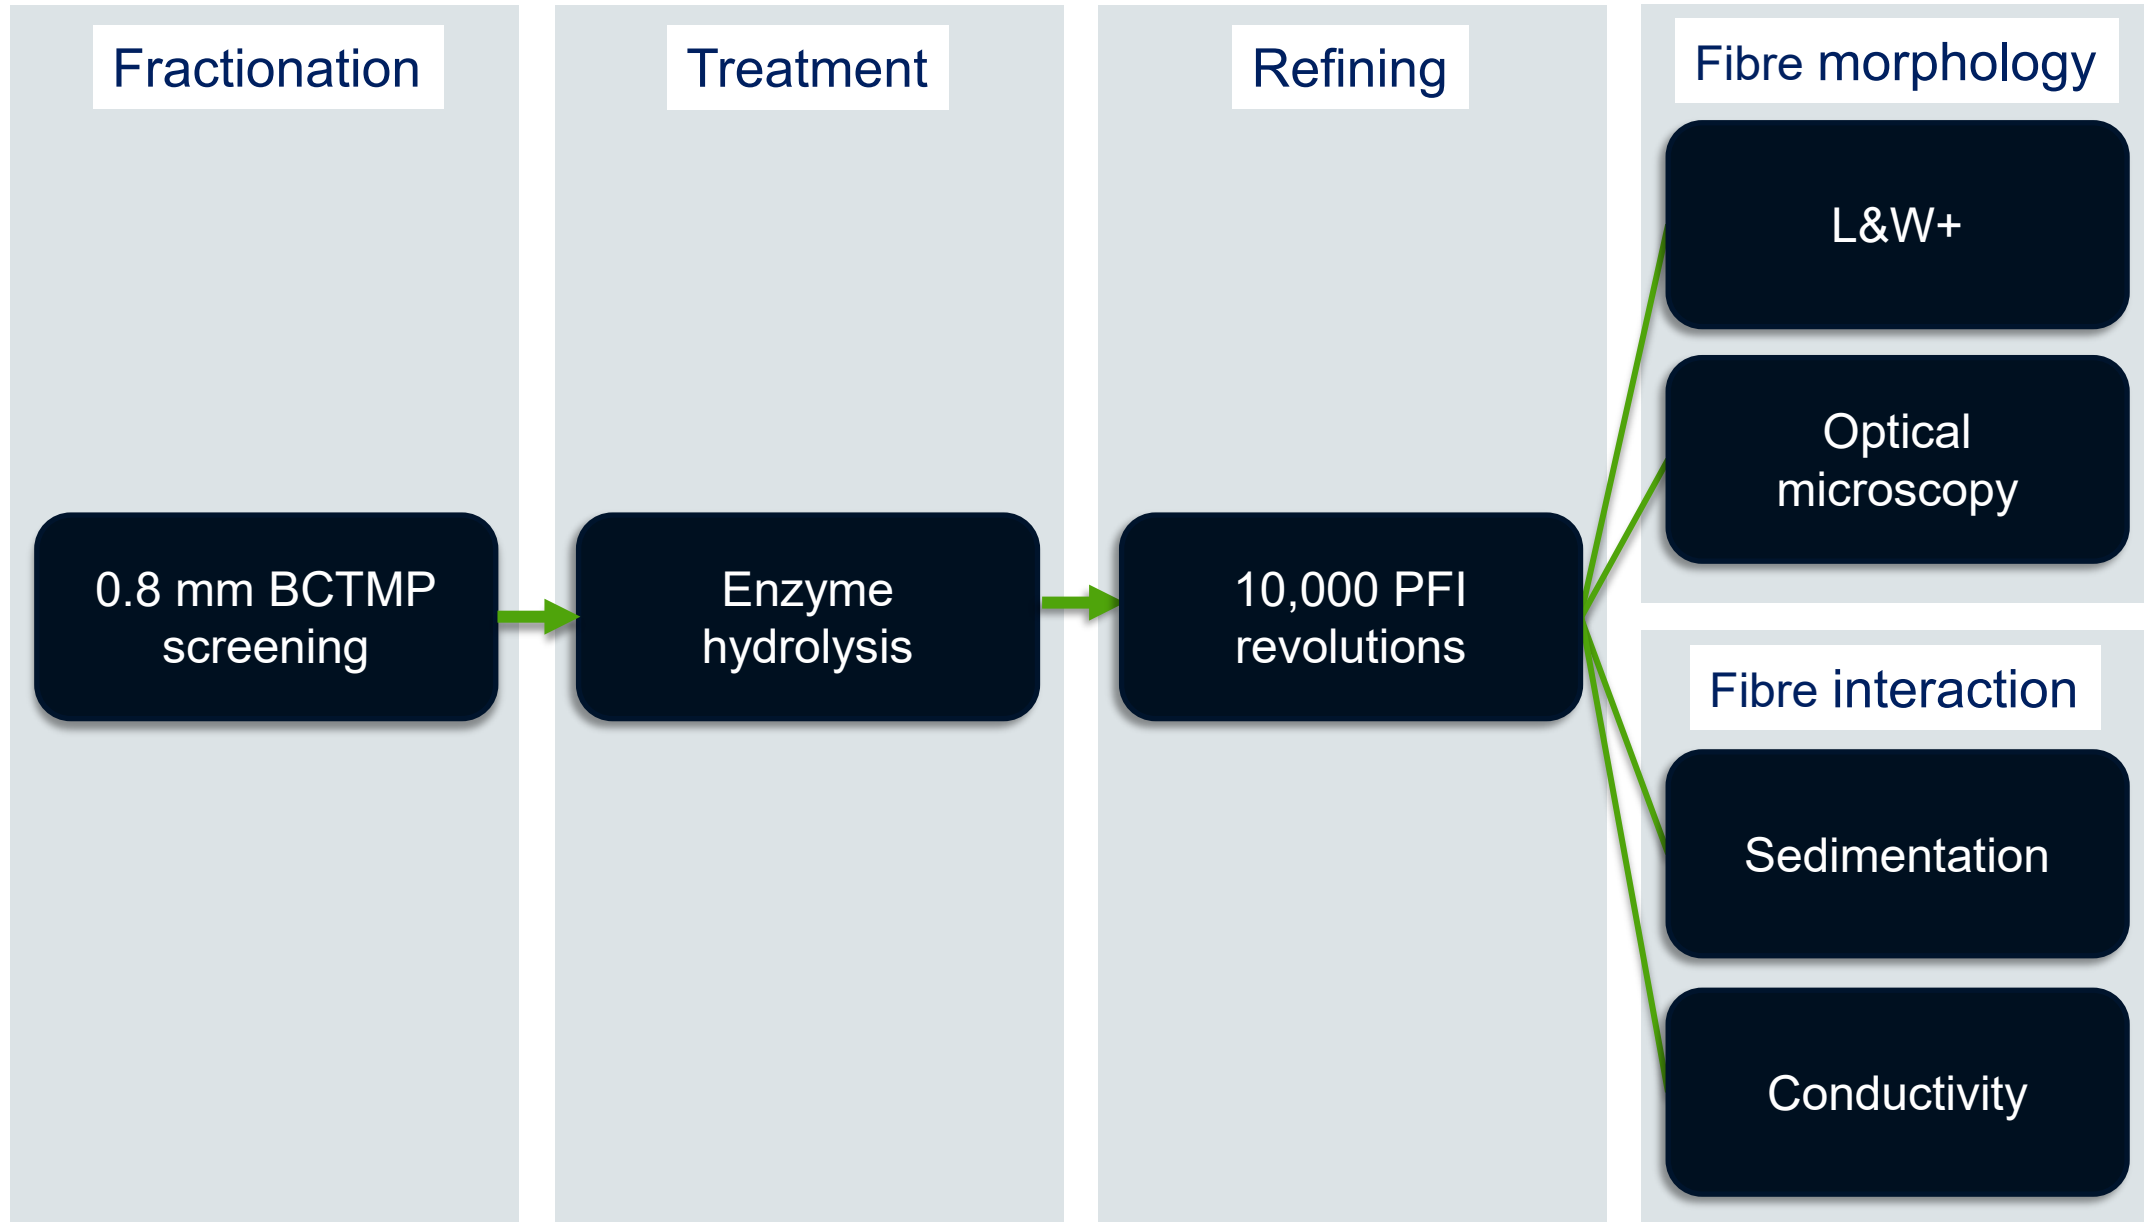 Fractionation
0.8 mm BCTMP
screening
Treatment
Enzyme
hydrolysis
Refining
10,000 PFI
revolutions
Fibre morphology
L&W+
Optical
microscopy
Fibre interaction
Sedimentation
Conductivity